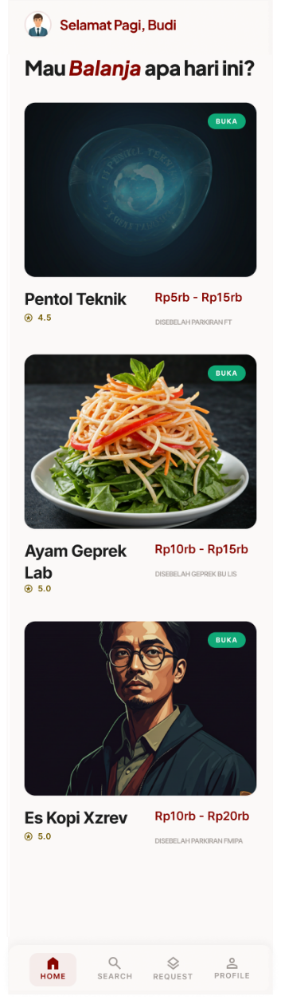 Selamat Pagi, Budi
Mau Balanja apa hari ini?
BUKA
Pentol Teknik
Rp5rb - Rp15rb
4.5
DISEBELAH PARKIRAN FT
BUKA
Ayam Geprek
Lab
Rp10rb - Rp15rb
DISEBELAH GEPREK BU LIS
5.0
BUKA
Es Kopi Xzrev
Rp10rb - Rp20rb
5.0
DISEBELAH PARKIRAN FMIPA
HOME
SEARCH
REQUEST
PROFILE